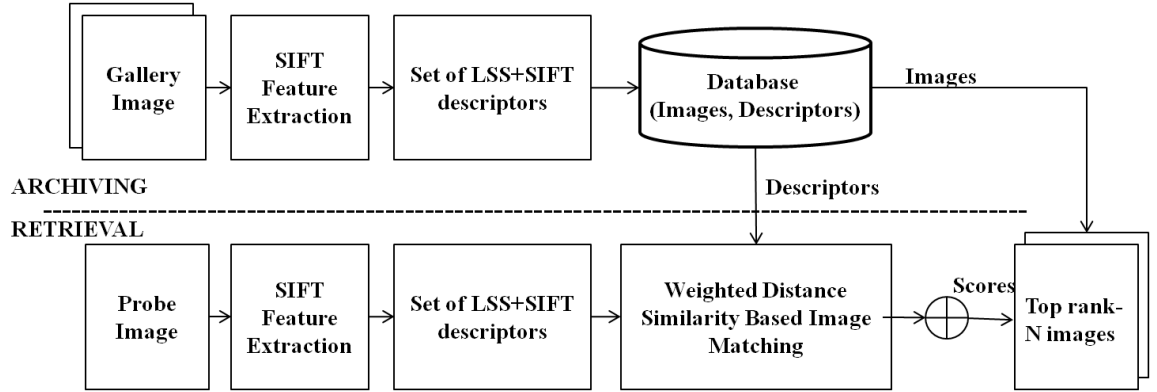 Gallery
Image
SIFT
Feature
Extraction
Set of LSS+SIFT
descriptors
Database
(Images, Descriptors)
Images
ARCHIVING
Descriptors
RETRIEVAL
Probe
Image
SIFT
Feature
Extraction
Set of LSS+SIFT
descriptors
Weighted Distance
Similarity Based Image
Matching
Scores
Top rank-
N images